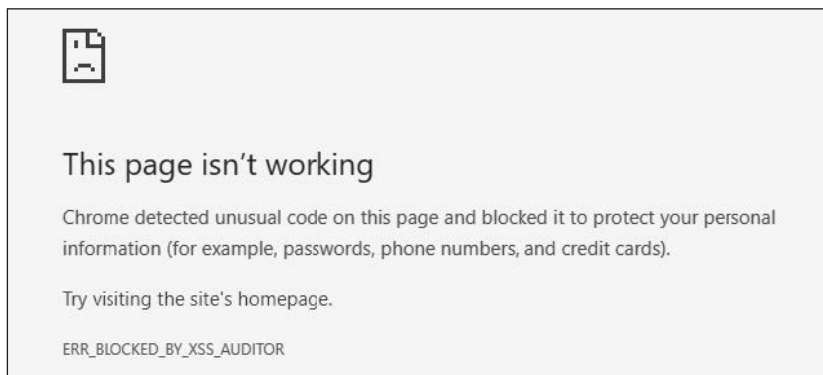 This page isn’t working
Chrome detected unusual code on this page and blocked it to protect your personal
information (for example, passwords, phone numbers, and credit cards).
Try visiting the site's homepage.
ERR_BLOCKED_BY_XSS_AUDITOR